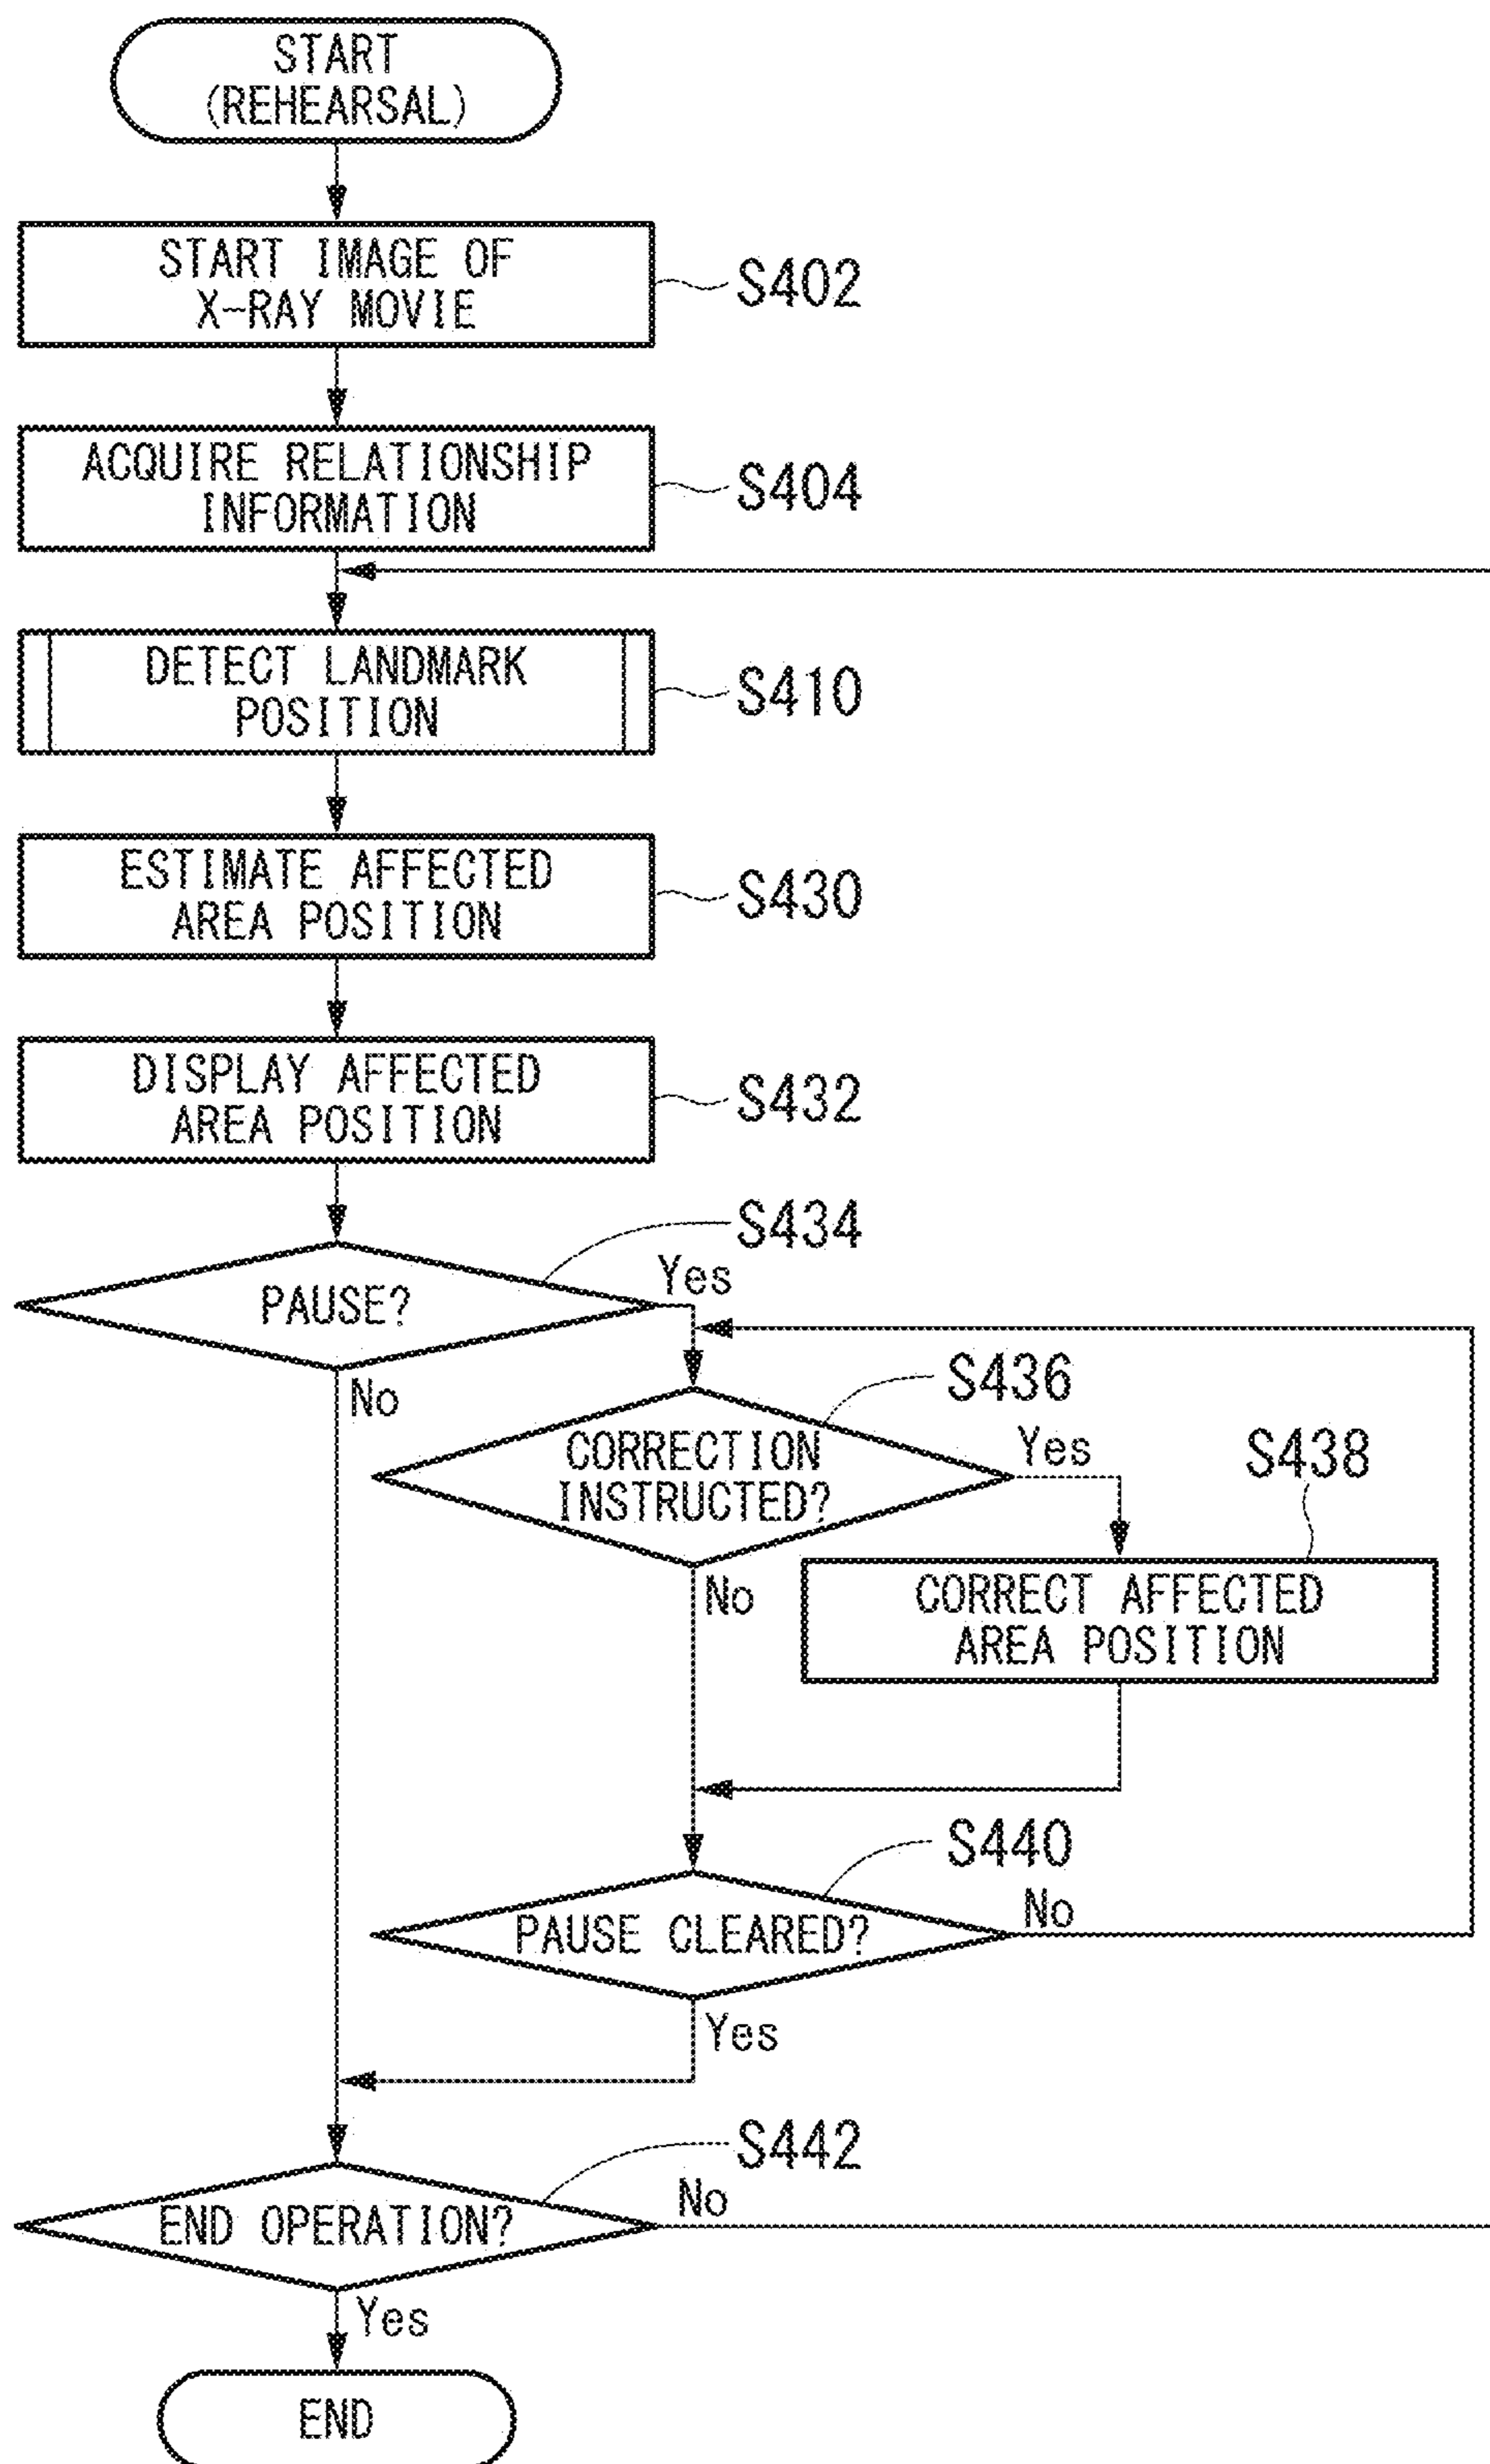 START
(REHEARSAL)
START IMAGE OF
X-RAY MOVIE
S402
ACQUIRE RELATIONSHIP
INFORMATION
S404
DETECT LANDMARK
POSITION
S410
ESTIMATE AFFECTED
AREA POSITION
S430
DISPLAY AFFECTED
AREA POSITION
S432
S434
PAUSE?
Yes
No
S436
CORRECTION
INSTRUCTED?
Yes
No
S438
CORRECT AFFECTED
AREA POSITION
S440
PAUSE CLEARED?
No
Yes
S442
END OPERATION?
No
Yes
END